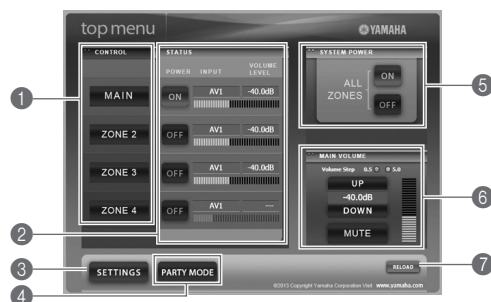 top menu
YAMAHA
CONTROL
STATUS
SYSTEM POWER
POWER INPUT VOLUME LEVEL
MAIN
ON AV1 -40.0dB
ZONE 2
OFF AV1 -40.0dB
ZONE 3
OFF AV1 -40.0dB
ZONE 4
OFF AV1 ---
ALL ZONES
ON
OFF
MAIN VOLUME
Volume Step 0.5 5.0
UP
-40.0dB
DOWN
MUTE
SETTINGS
PARTY MODE
RELOAD
©2013 Copyright Yamaha Corporation Visit www.yamaha.com
1
2
3
4
5
6
7